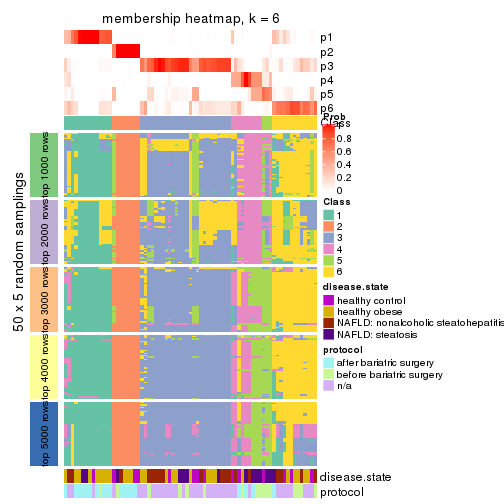 membership heatmap, k = 6
p1
p2
p3
p4
p5
p6
Class
Prob
1
0.8
0.6
0.4
0.2
0
Class
1
2
3
4
5
6
disease.state
healthy control
healthy obese
NAFLD: nonalcoholic steatohepatitis
NAFLD: steatosis
protocol
after bariatric surgery
before bariatric surgery
n/a
50 x 5 random samplings
top 1000 rows
top 2000 rows
top 3000 rows
top 4000 rows
top 5000 rows
disease.state
protocol